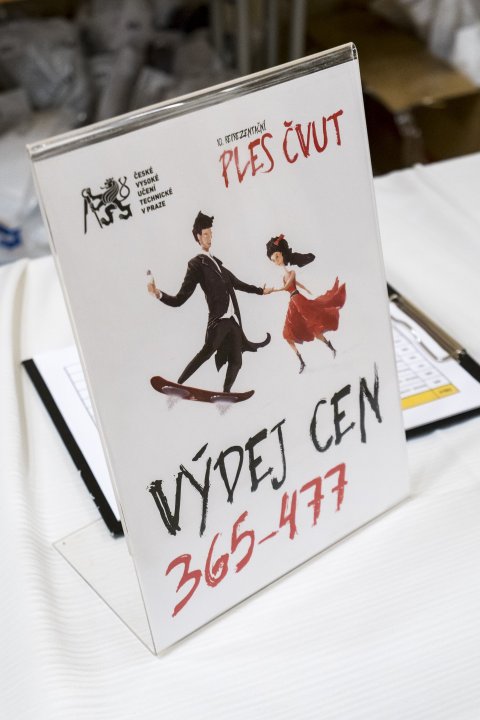 10. REPREZENTAČNÍ
PLES ČVUT
ČESKÉ
VYSOKÉ
UČENÍ
TECHNICKÉ
V PRAZE
VÝDEJ CEN
365-477